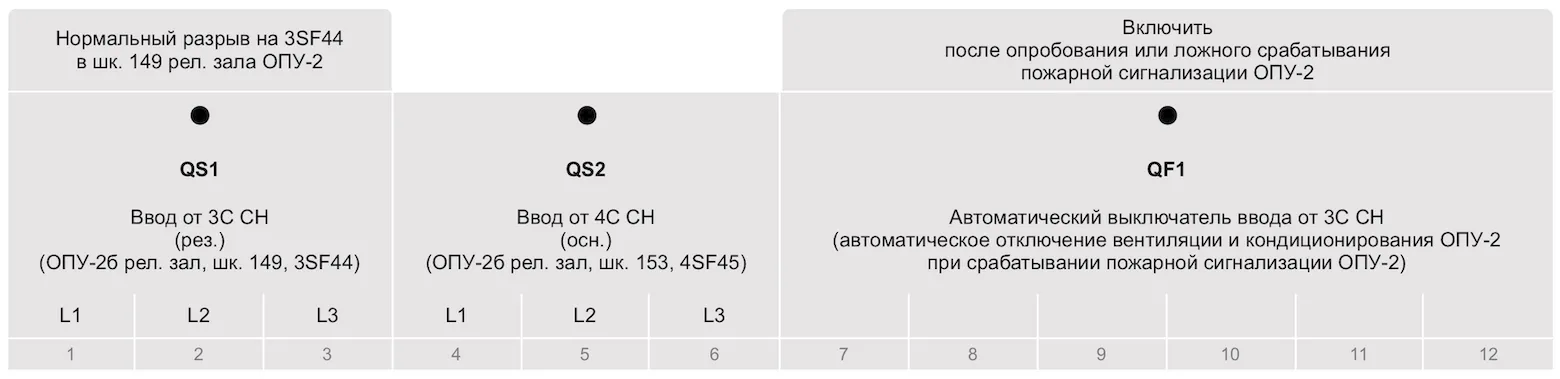 Нормальный разрыв на 3SF44
в шк. 149 рел. зала ОПУ-2
Включить
после опробования или ложного срабатывания
пожарной сигнализации ОПУ-2
QS1
Ввод от 3С СН
(рез.)
(ОПУ-2б рел. зал, шк. 149, 3SF44)
QS2
Ввод от 4С СН
(осн.)
(ОПУ-2б рел. зал, шк. 153, 4SF45)
QF1
Автоматический выключатель ввода от 3С СН
(автоматическое отключение вентиляции и кондиционирования ОПУ-2
при срабатывании пожарной сигнализации ОПУ-2)
L1 L2 L3 L1 L2 L3
1 2 3 4 5 6 7 8 9 10 11 12